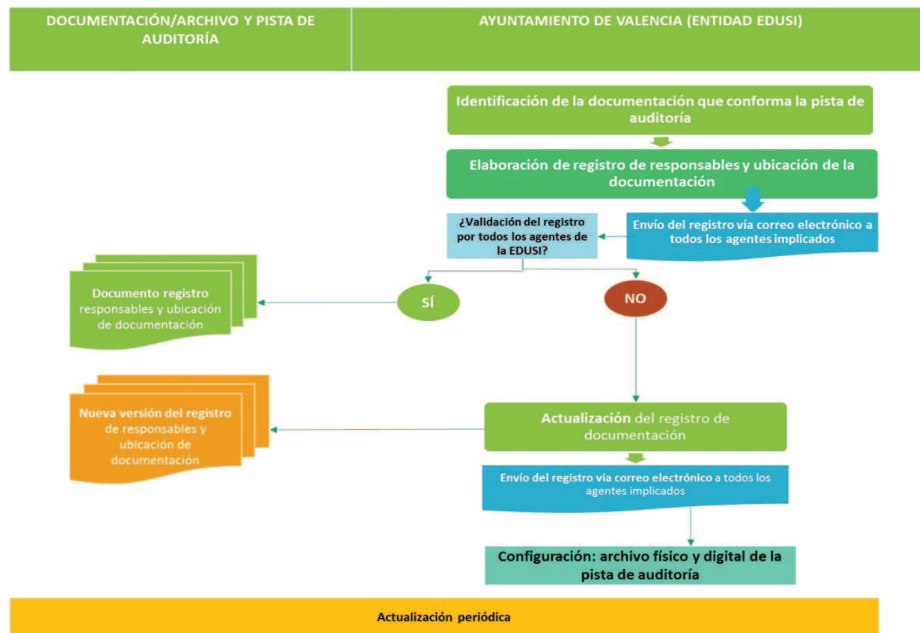 DOCUMENTACIÓN/ARCHIVO Y PISTA DE
AUDITORÍA
AYUNTAMIENTO DE VALENCIA (ENTIDAD EDUSI)
Identificación de la documentación que conforma la pista de
auditoría
Elaboración de registro de responsables y ubicación de la
documentación
¿Validación del registro
por todos los agentes de
la EDUSI?
Envío del registro vía correo electrónico a
todos los agentes implicados
Documento registro
responsables y ubicación
de documentación
SÍ
NO
Nueva versión del registro
de responsables y
ubicación de
documentación
Actualización del registro de
documentación
Envío del registro vía correo electrónico a todos los
agentes implicados
Configuración: archivo físico y digital de la
pista de auditoría
Actualización periódica